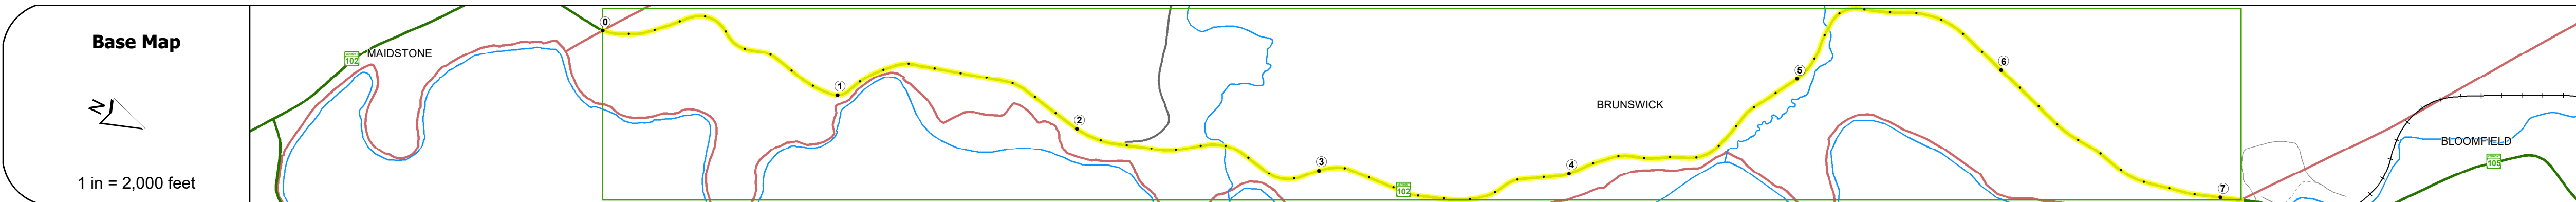 Base Map
N
1 in = 2,000 feet
102
MAIDSTONE
0
1
2
3
102
4
BRUNSWICK
5
6
7
BLOOMFIELD
105